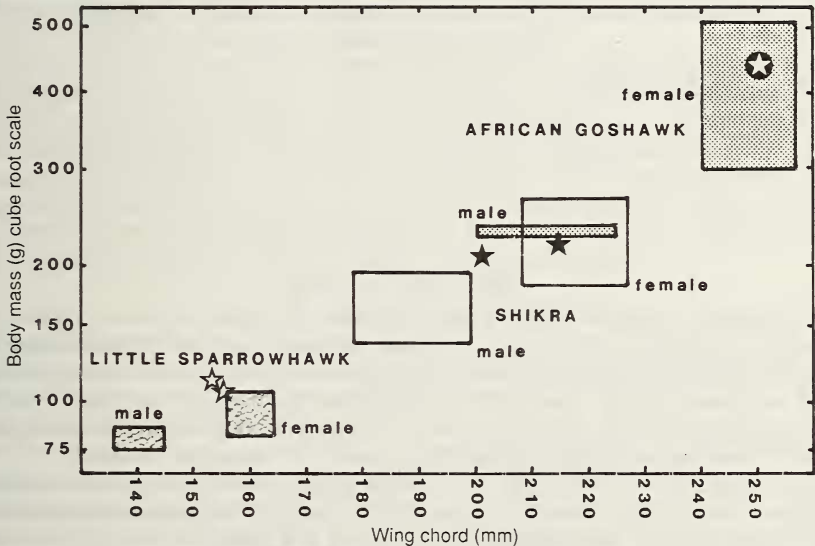 500
400
300
200
150
100
75
Body mass (g) cube root scale
female
AFRICAN GOSHAWK
male
female
SHIKRA
male
LITTLE SPARROWHAWK
male
female
140
150
160
170
180
190
200
210
220
230
240
250
Wing chord (mm)